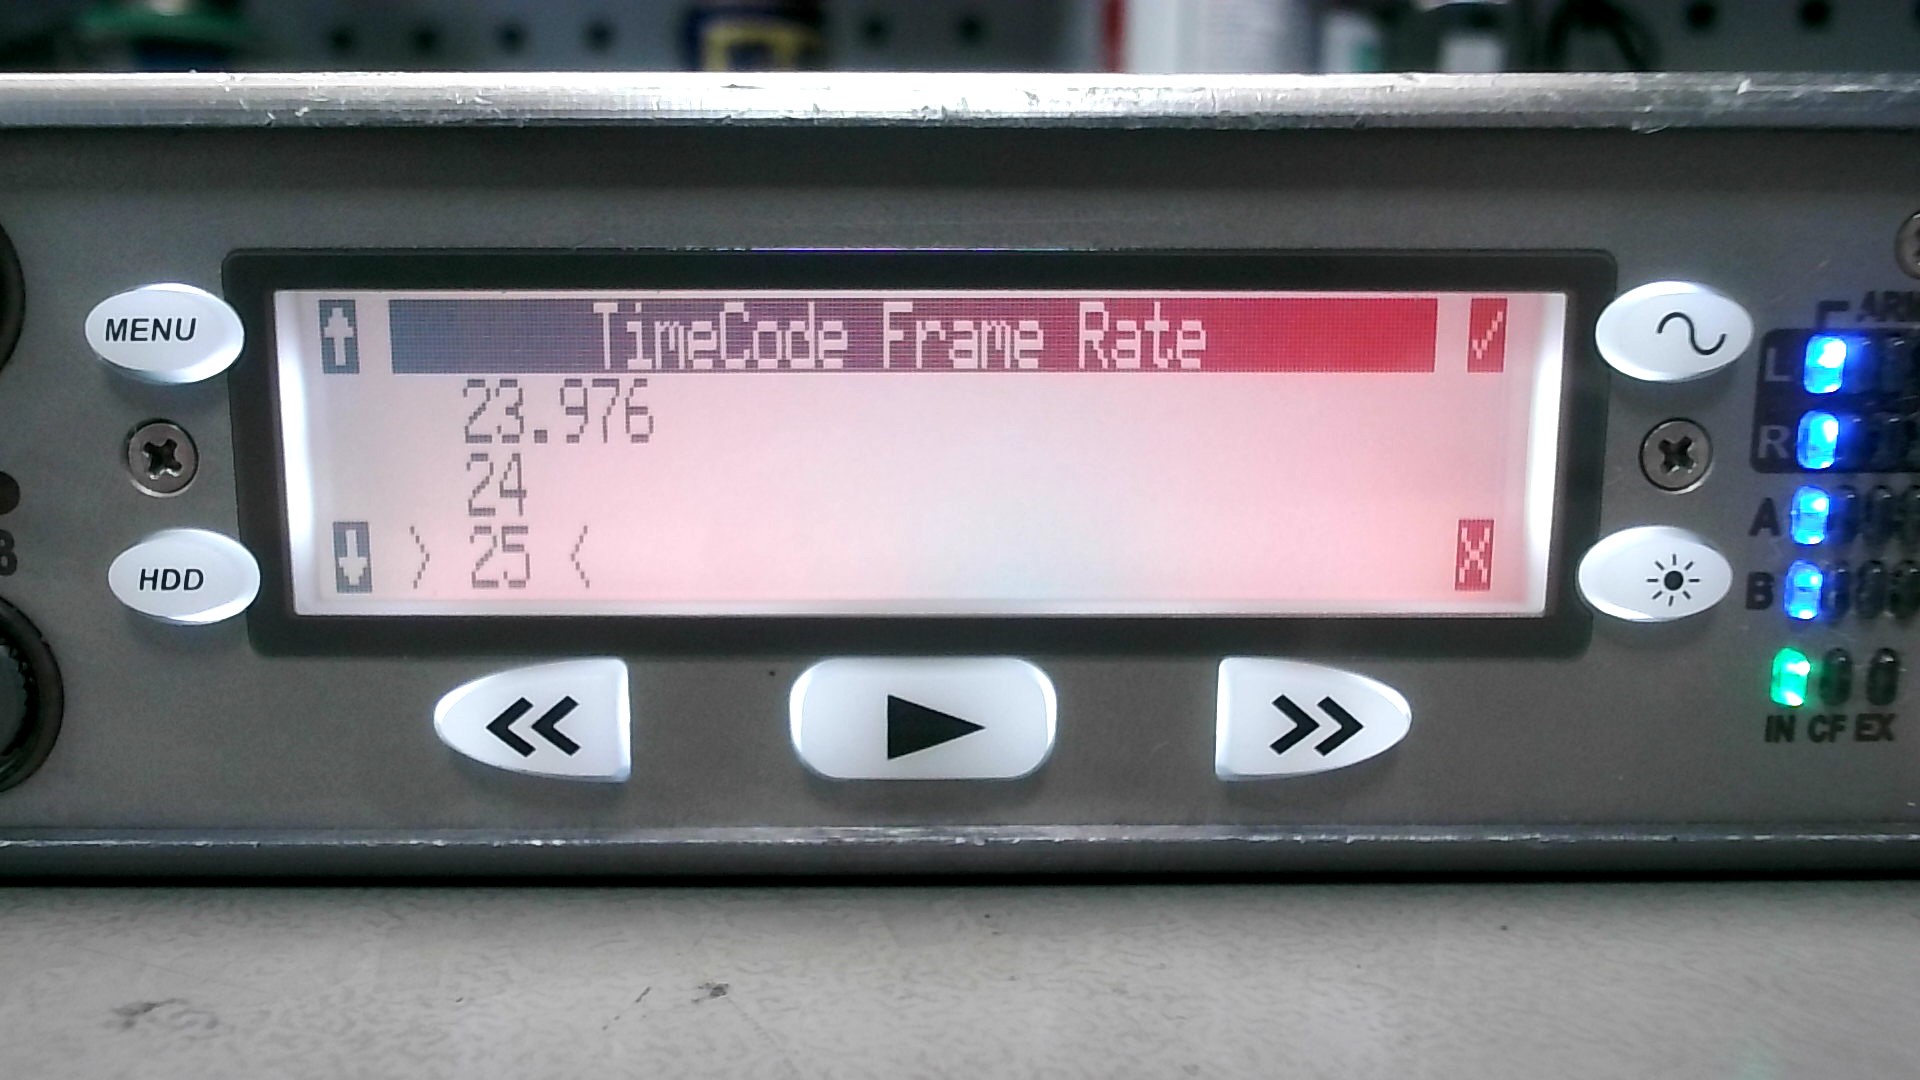 TimeCode Frame Rate ✓
23.976
24
> 25 < X
MENU
HDD
L
R
A
B
IN CF EX